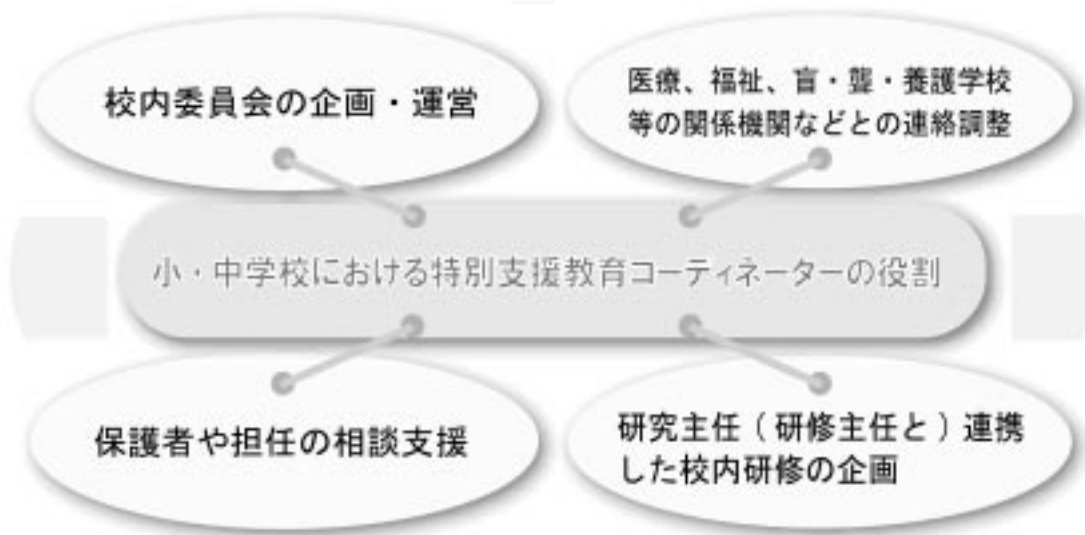 校内委員会の企画・運営
医療、福祉、盲・聾・養護学校
等の関係機関などとの連絡調整
小・中学校における特別支援教育コーティネーターの役割
保護者や担任の相談支援
研究主任（研修主任と）連携
した校内研修の企画